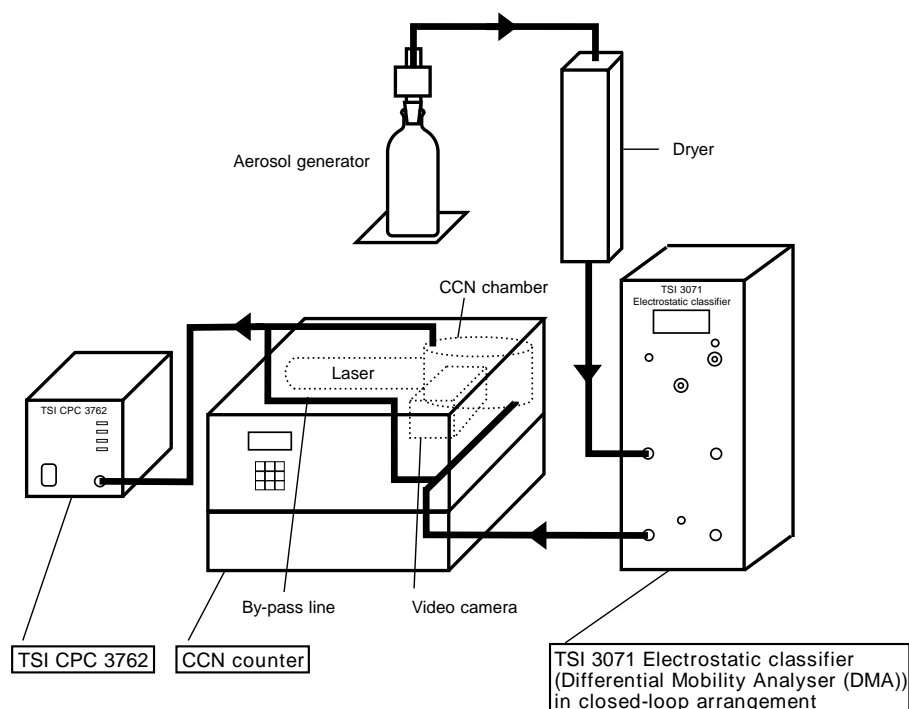 Aerosol generator
Dryer
CCN chamber
TSI 3071
Electrostatic classifier
Laser
TSI CPC 3762
By-pass line
Video camera
TSI CPC 3762
CCN counter
TSI 3071 Electrostatic classifier
(Differential Mobility Analyser (DMA))
in closed-loop arrangement